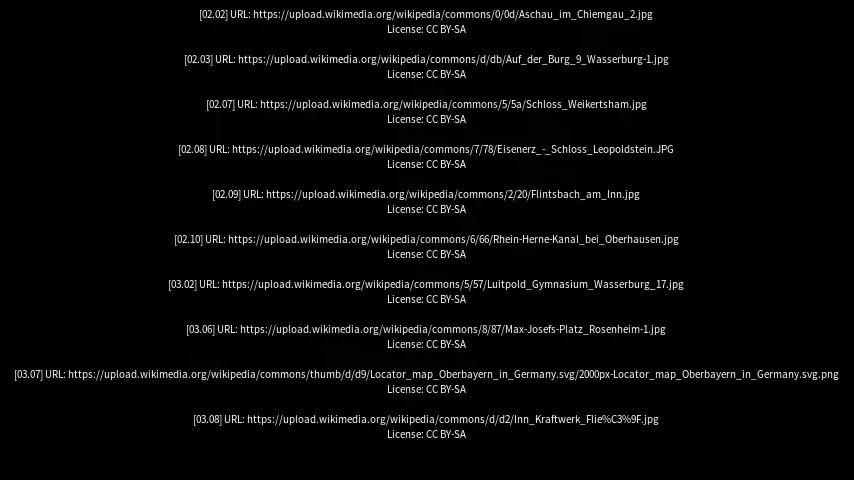 [02.02] URL: https://upload.wikimedia.org/wikipedia/commons/0/0d/Aschau_im_Chiemgau_2.jpg
License: CC BY-SA
[02.03] URL: https://upload.wikimedia.org/wikipedia/commons/d/db/Auf_der_Burg_9_Wasserburg-1.jpg
License: CC BY-SA
[02.07] URL: https://upload.wikimedia.org/wikipedia/commons/5/5a/Schloss_Weikertsham.jpg
License: CC BY-SA
[02.08] URL: https://upload.wikimedia.org/wikipedia/commons/7/78/Eisenerz_-_Schloss_Leopoldstein.JPG
License: CC BY-SA
[02.09] URL: https://upload.wikimedia.org/wikipedia/commons/2/20/Flintsbach_am_Inn.jpg
License: CC BY-SA
[02.10] URL: https://upload.wikimedia.org/wikipedia/commons/6/66/Rhein-Herne-Kanal_bei_Oberhausen.jpg
License: CC BY-SA
[03.02] URL: https://upload.wikimedia.org/wikipedia/commons/5/57/Luitpold_Gymnasium_Wasserburg_17.jpg
License: CC BY-SA
[03.06] URL: https://upload.wikimedia.org/wikipedia/commons/8/87/Max-Josefs-Platz_Rosenheim-1.jpg
License: CC BY-SA
[03.07] URL: https://upload.wikimedia.org/wikipedia/commons/thumb/d/d9/Locator_map_Oberbayern_in_Germany.svg/2000px-Locator_map_Oberbayern_in_Germany.svg.png
License: CC BY-SA
[03.08] URL: https://upload.wikimedia.org/wikipedia/commons/d/d2/Inn_Kraftwerk_Flie%C3%9F.jpg
License: CC BY-SA